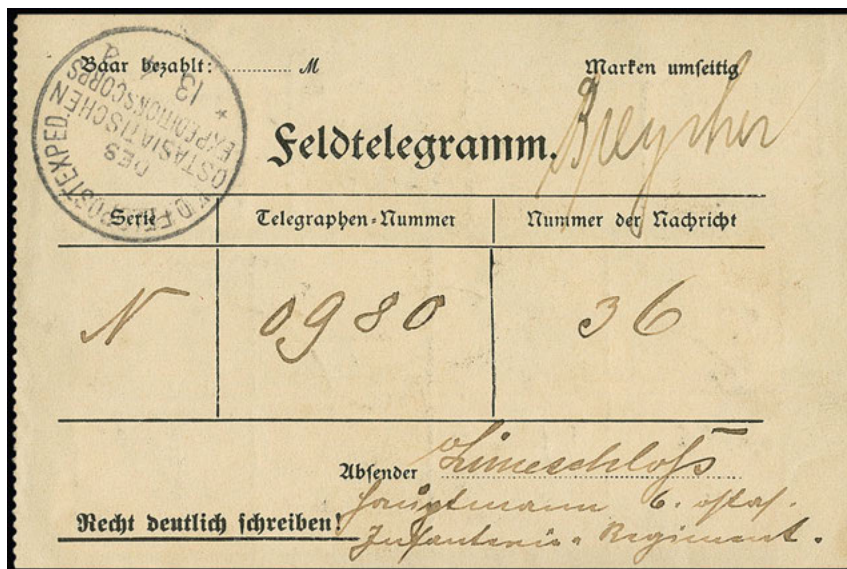 Baar bezahlt: ........ M
Marken umseitig
K.D. FELDPOSTEXPED.
DES
OSTASIATISCHEN
EXPEDITIONSCORPS
13
Feldtelegramm.
Serie Telegraphen-Nummer Nummer der Nachricht
N 0980 36
Absender
Hauptmann 6. ostas.
Recht deutlich schreiben!
Infanterie-Regiment.